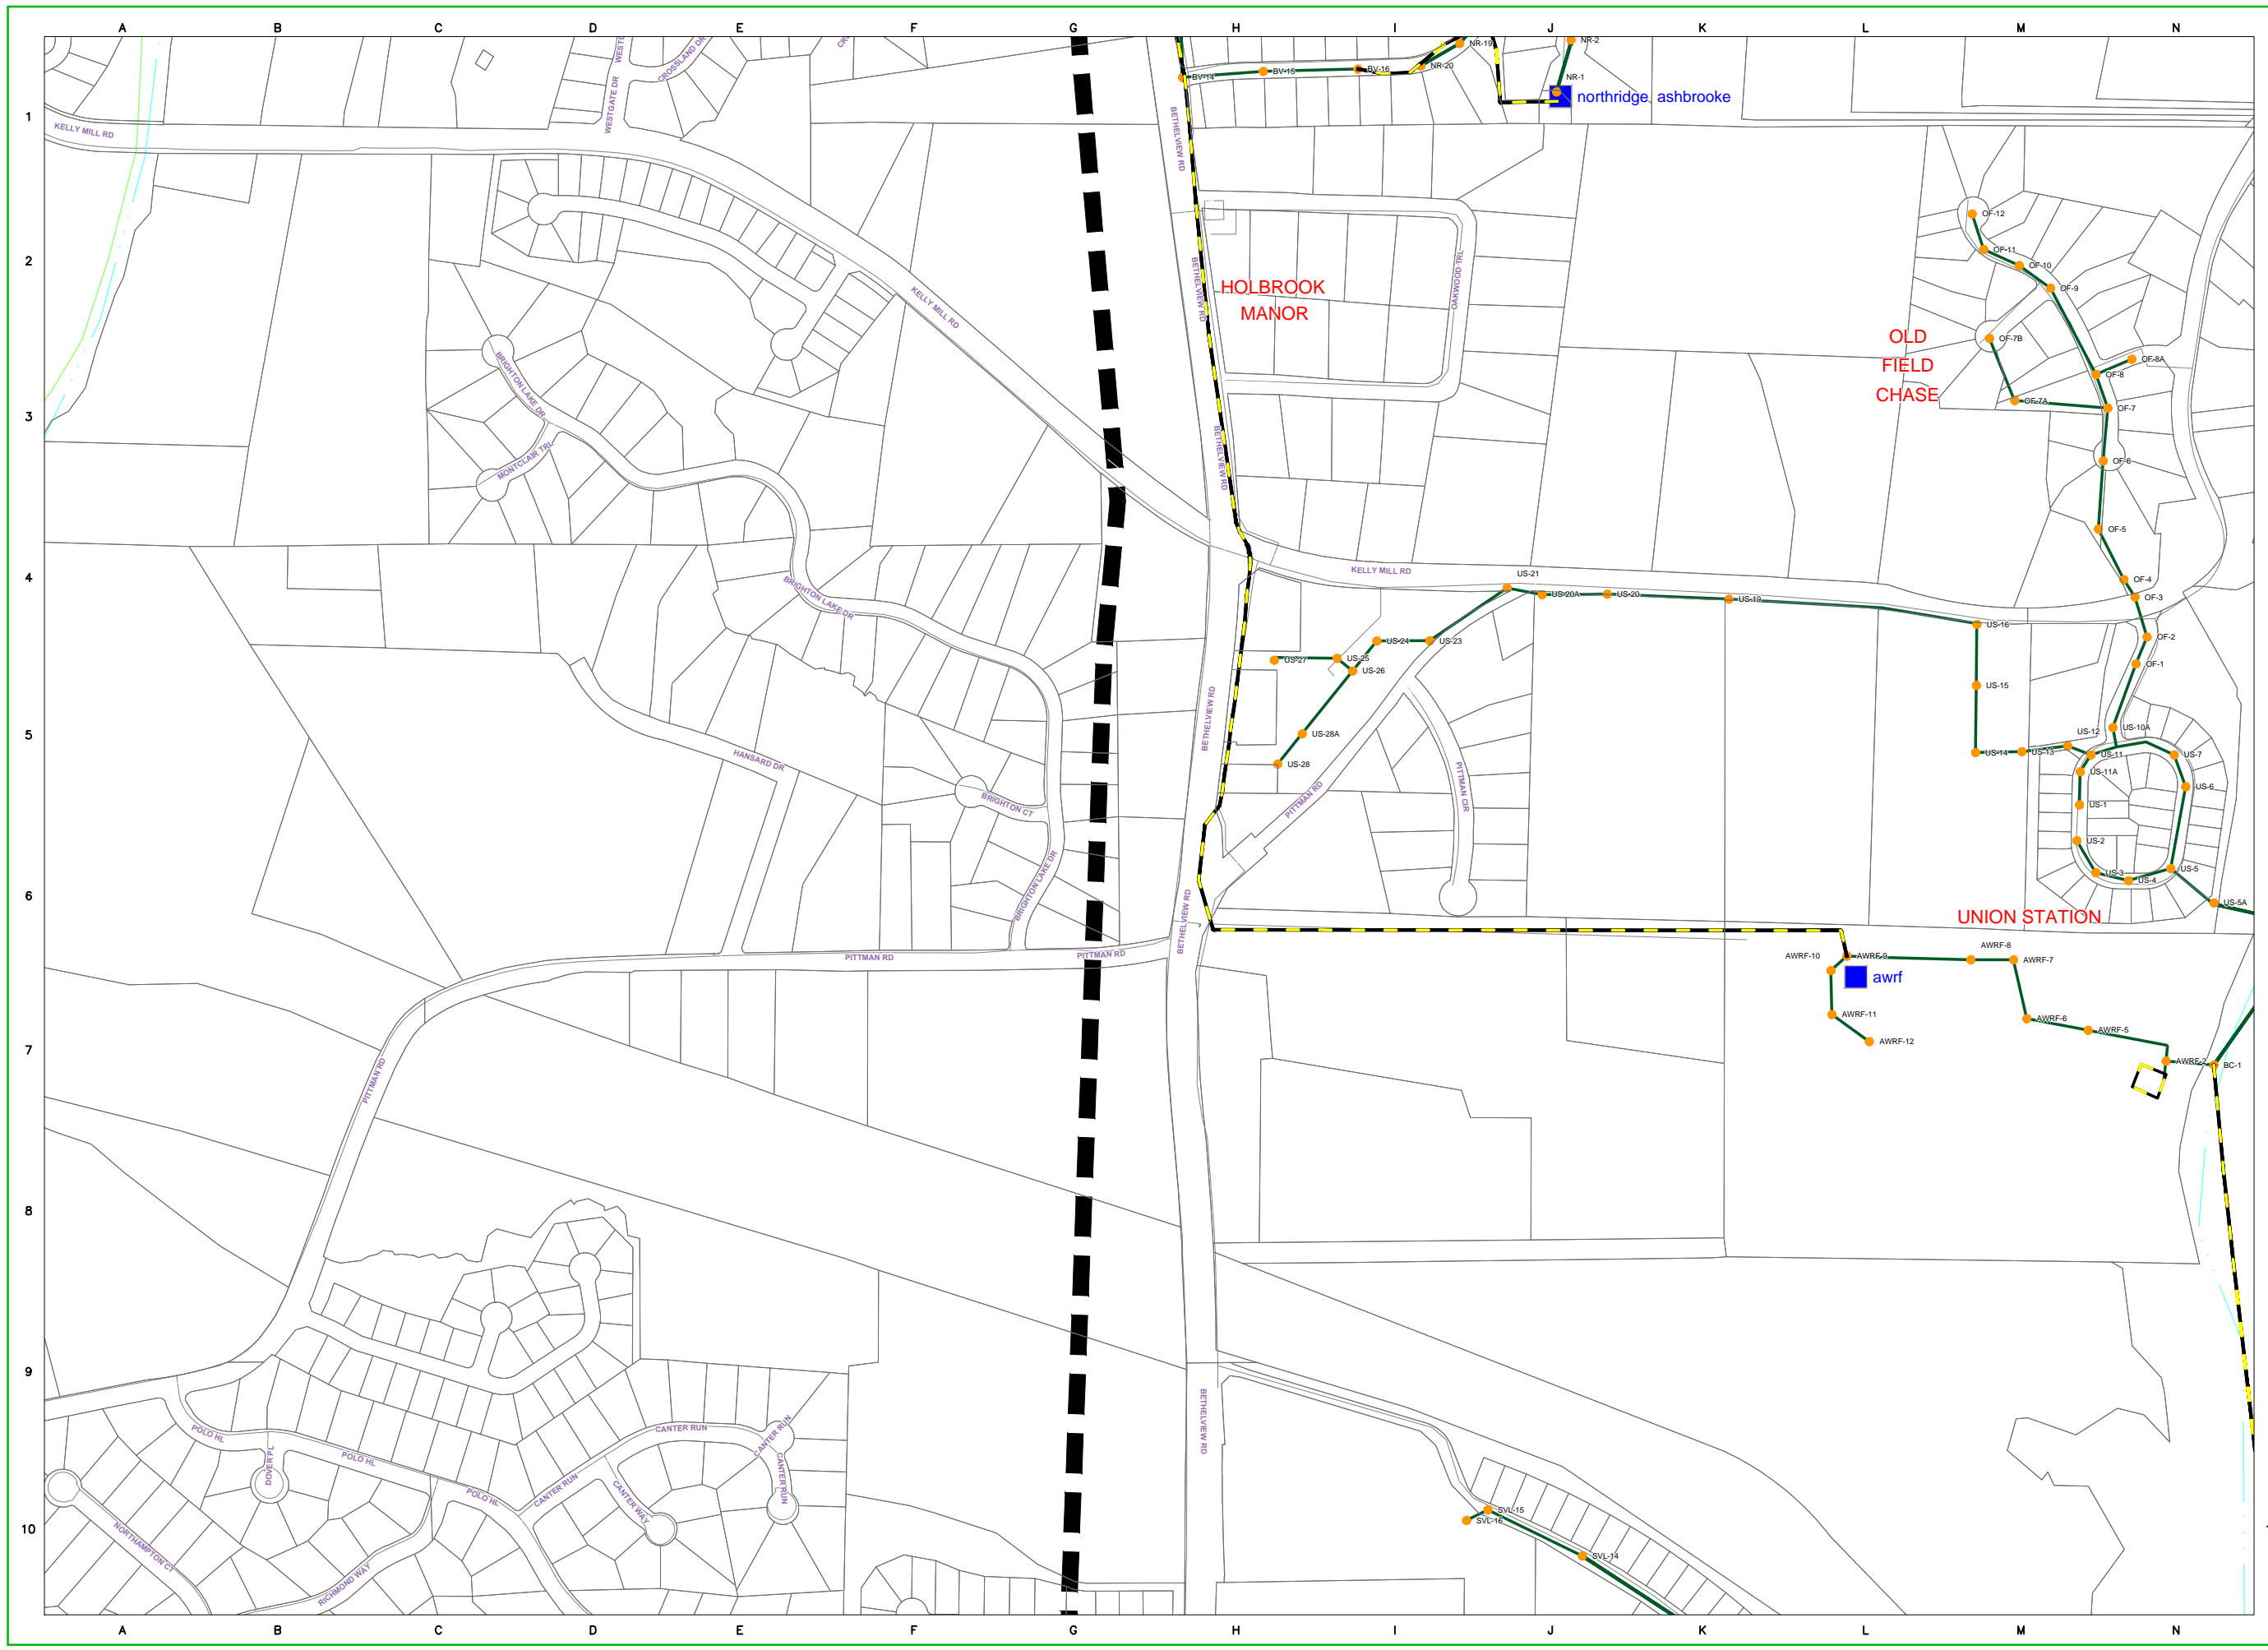 A B C D E F G H I J K L M N
WESTGATE DR
CROSSLAND DR
NR-19
NR-2
BV-14
BV-15
BV-16
NR-20
NR-1
northridge, ashbrooke
1
KELLY MILL RD
BETHELVIEW RD
OF-12
2
OF-11
OF-10
OF-9
BETHELVIEW RD
OAKWOOD TRL
HOLBROOK
MANOR
KELLY MILL RD
OLD
FIELD
CHASE
OF-7B
OF-8A
OF-8
BRIGHTON LAKE DR
OF-7A
OF-7
3
MONTCLAIR TRL
BETHELVIEW RD
OF-6
OF-5
4
KELLY MILL RD
US-21
OF-4
BRIGHTON LAKE DR
US-20A
US-20
US-19
OF-3
US-16
OF-2
US-24
US-23
US-27
US-25
US-26
OF-1
US-15
BETHELVIEW RD
5
US-28A
US-12
US-10A
HANSARD DR
US-28
US-14
US-13
US-11
US-7
US-11A
PITTMAN CIR
US-6
PITTMAN RD
BRIGHTON CT
US-1
US-2
BRIGHTON LAKE DR
US-3
US-4
US-5
6
US-5A
BETHELVIEW RD
UNION STATION
PITTMAN RD
PITTMAN RD
AWRF-10
AWRF-9
AWRF-8
AWRF-7
awrf
AWRF-11
AWRF-6
AWRF-5
AWRF-12
7
AWRF-2
BC-1
PITTMAN RD
8
9
BETHELVIEW RD
POLO HL
CANTER RUN
CANTER RUN
DOVER PL
POLO HL
CANTER RUN
CANTER RUN
POLO HL
CANTER WAY
SVL-15
SVL-16
10
NORTHAMPTON CT
RICHMOND WAY
SVL-14
A B C D E F G H I J K L M N